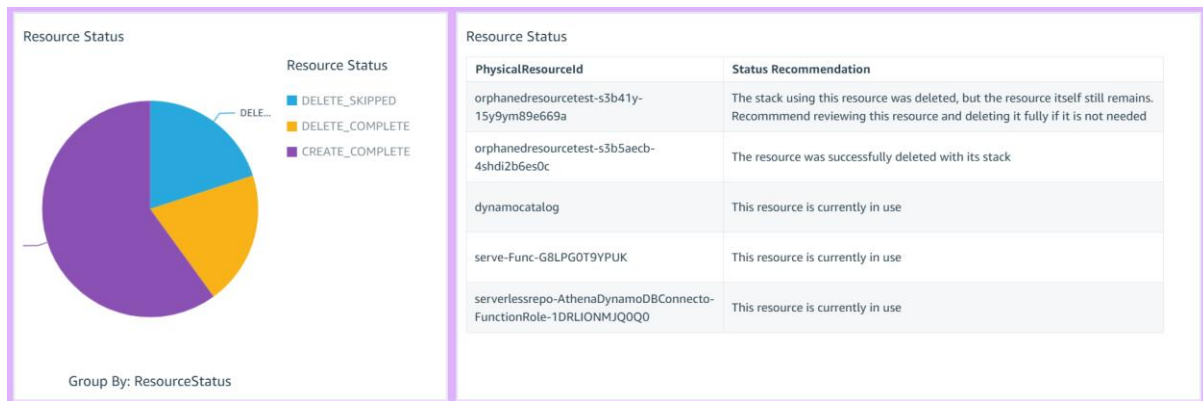 Resource Status
Resource Status
DELETE_SKIPPED
DELETE_COMPLETE
CREATE_COMPLETE
DELE...
Group By: ResourceStatus
Resource Status
PhysicalResourceId Status Recommendation
orphanedresourcetest-s3b41y-
15y9ym89e669a
The stack using this resource was deleted, but the resource itself still remains.
Recommmend reviewing this resource and deleting it fully if it is not needed
orphanedresourcetest-s3b5aecb-
4shdi2b6es0c
The resource was successfully deleted with its stack
dynamocatalog This resource is currently in use
serve-Func-G8LPG0T9YPUK This resource is currently in use
serverlessrepo-AthenaDynamoDBConnecto-
FunctionRole-1DRLIONMJQ0Q0
This resource is currently in use